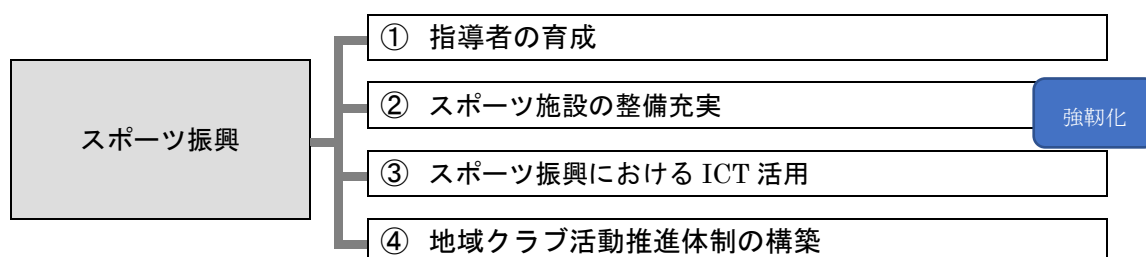 ① 指導者の育成
② スポーツ施設の整備充実
強靭化
スポーツ振興
③ スポーツ振興における ICT 活用
④ 地域クラブ活動推進体制の構築